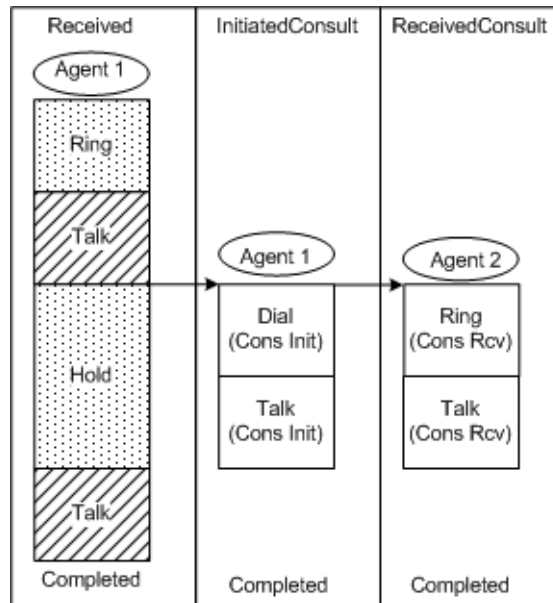 Received
InitiatedConsult
ReceivedConsult
Agent 1
Ring
Talk
Hold
Talk
Completed
Agent 1
Dial
(Cons Init)
Talk
(Cons Init)
Completed
Agent 2
Ring
(Cons Rcv)
Talk
(Cons Rcv)
Completed